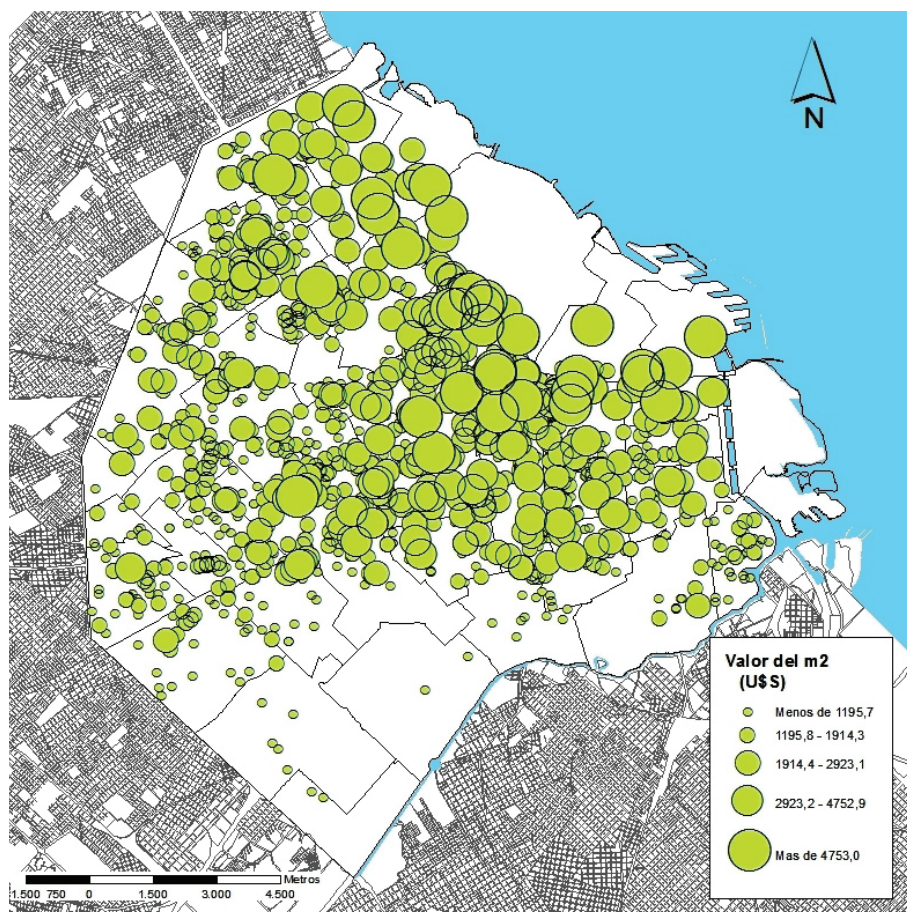 N
Valor del m2
(U$S)
Menos de 1195,7
1195,8 - 1914,3
1914,4 - 2923,1
2923,2 - 4752,9
Mas de 4753,0
Metros
1.500 750 0 1.500 3.000 4.500